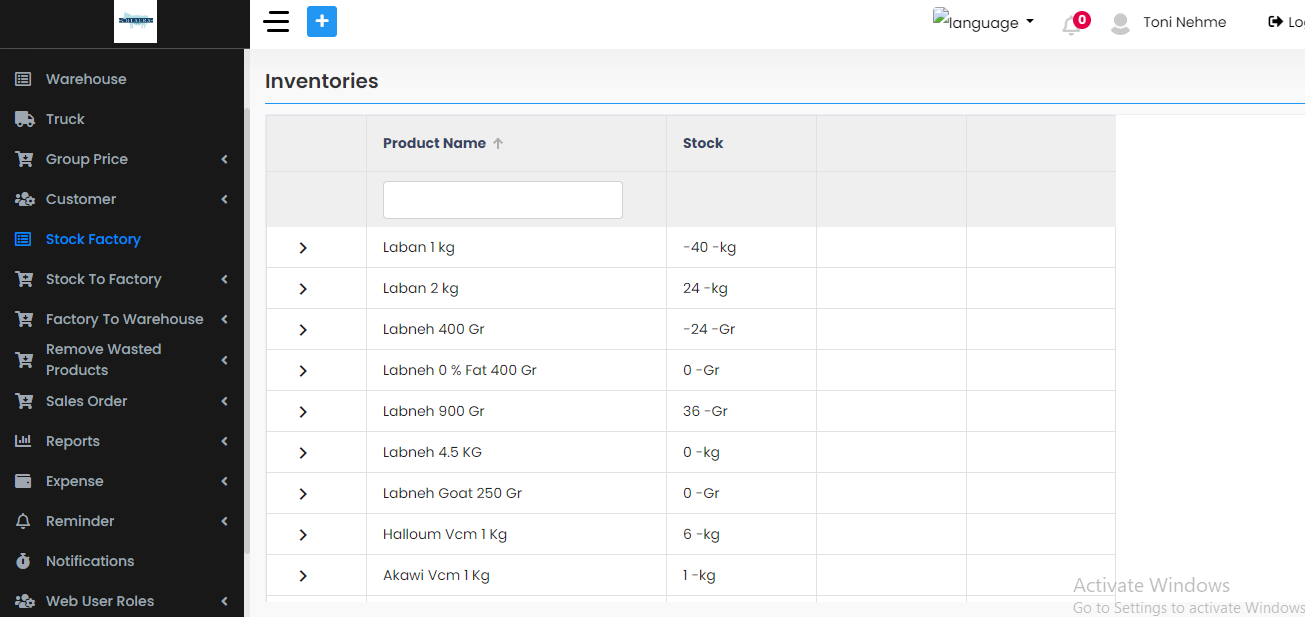 language
0
Toni Nehme
Warehouse
Truck
Group Price
Customer
Stock Factory
Stock To Factory
Factory To Warehouse
Remove Wasted
Products
Sales Order
Reports
Expense
Reminder
Notifications
Web User Roles
Inventories
Product Name Stock
Laban 1 kg -40 -kg
Laban 2 kg 24 -kg
Labneh 400 Gr -24 -Gr
Labneh 0 % Fat 400 Gr 0 -Gr
Labneh 900 Gr 36 -Gr
Labneh 4.5 KG 0 -kg
Labneh Goat 250 Gr 0 -Gr
Halloum Vcm 1 Kg 6 -kg
Akawi Vcm 1 Kg 1 -kg
Activate Windows
Go to Settings to activate Windows